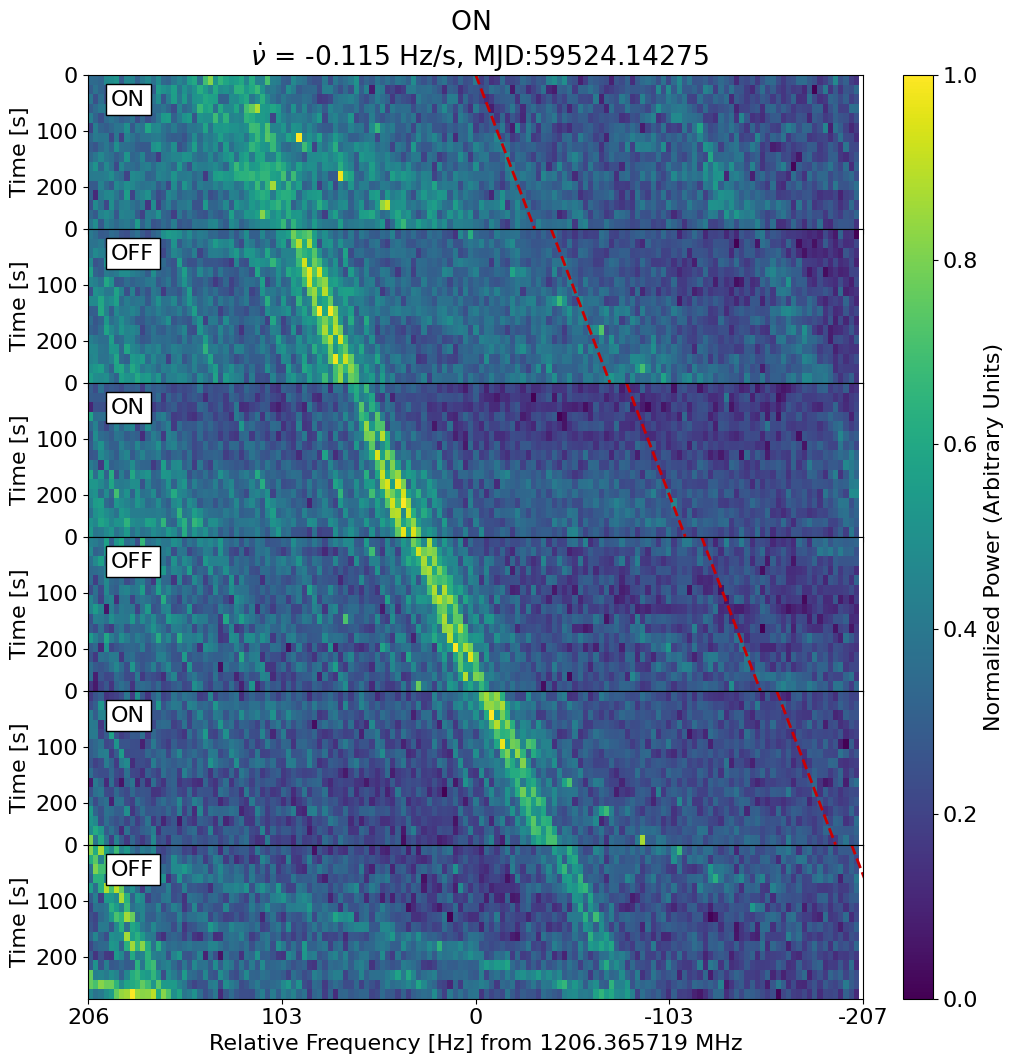 ON
ν̇ = -0.115 Hz/s, MJD:59524.14275
0
100
200
Time [s]
ON
0
100
200
Time [s]
OFF
0
100
200
Time [s]
ON
0
100
200
Time [s]
OFF
0
100
200
Time [s]
ON
0
100
200
Time [s]
OFF
206 103 0 -103 -207
Relative Frequency [Hz] from 1206.365719 MHz
1.0
0.8
0.6
0.4
0.2
0.0
Normalized Power (Arbitrary Units)